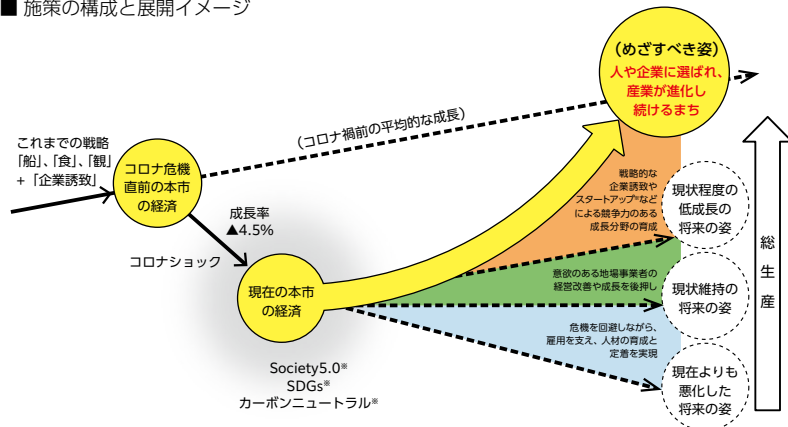 ■ 施策の構成と展開イメージ
(めざすべき姿)
人や企業に選ばれ、
産業が進化し
続けるまち
(コロナ禍前の平均的な成長)
これまでの戦略
「船」、「食」、「観」
+「企業誘致」
コロナ危機
直前の本市
の経済
成長率
▲4.5%
コロナショック
現在の本市
の経済
Society5.0※
SDGs※
カーボンニュートラル※
戦略的な
企業誘致や
スタートアップ※など
による競争力のある
成長分野の育成
意欲のある地場事業者の
経営改善や成長を後押し
危機を回避しながら、
雇用を支え、人材の育成と
定着を実現
現状程度の
低成長の
将来の姿
現状維持の
将来の姿
現在よりも
悪化した
将来の姿
総生産